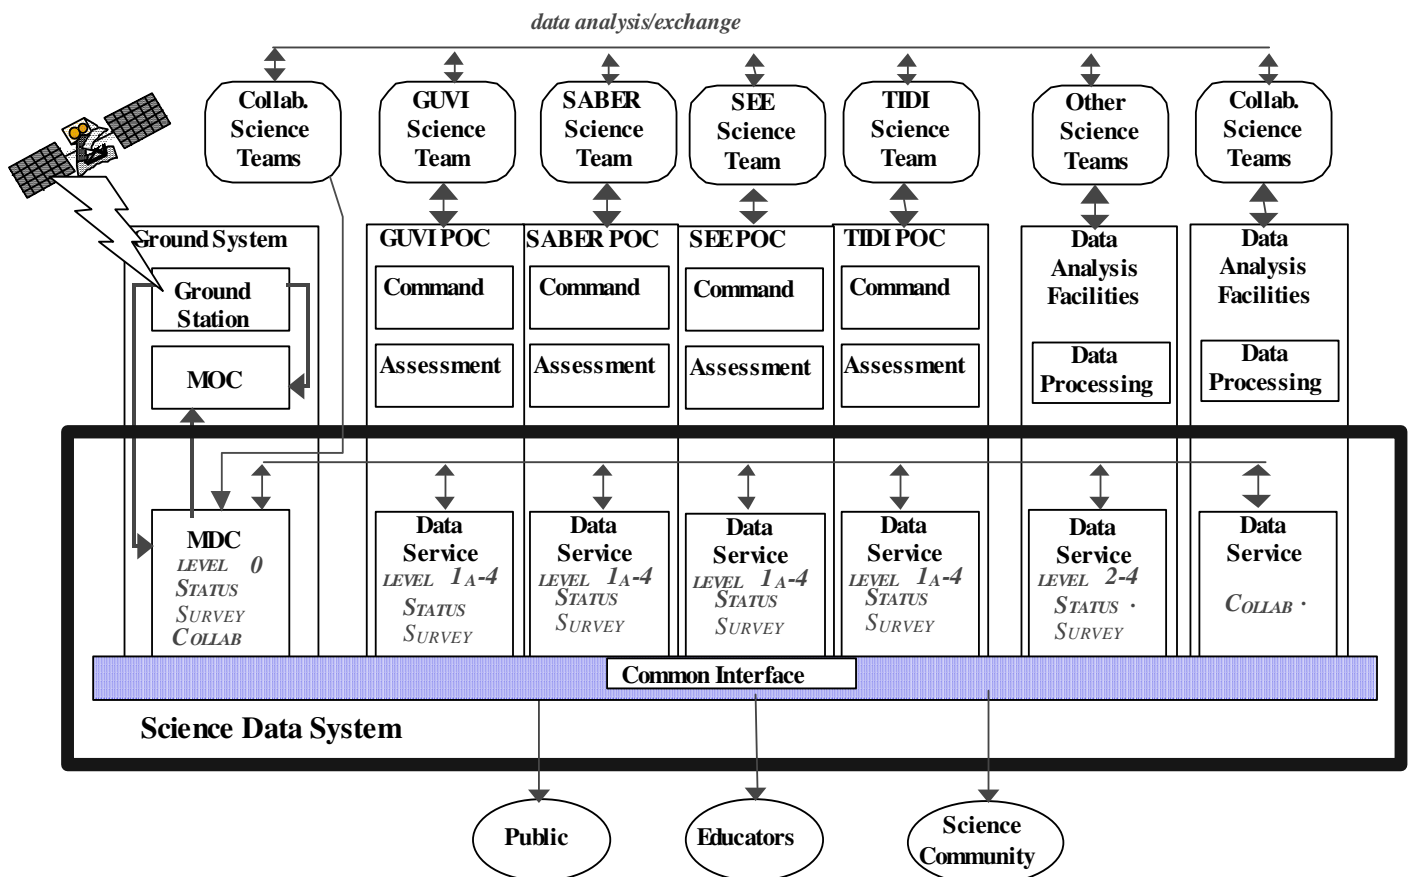 data analysis/exchange
Collab.
Science
Teams
GUVI
Science
Team
SABER
Science
Team
SEE
Science
Team
TIDI
Science
Team
Other
Science
Teams
Collab.
Science
Teams
Ground System
Ground
Station
MOC
GUVI POC
Command
Assessment
SABER POC
Command
Assessment
SEE POC
Command
Assessment
TIDI POC
Command
Assessment
Data
Analysis
Facilities
Data
Processing
Data
Analysis
Facilities
Data
Processing
MDC
LEVEL 0
STATUS
SURVEY
COLLAB
Data
Service
LEVEL 1A-4
STATUS
SURVEY
Data
Service
LEVEL 1A-4
STATUS
SURVEY
Data
Service
LEVEL 1A-4
STATUS
SURVEY
Data
Service
LEVEL 1A-4
STATUS
SURVEY
Data
Service
LEVEL 2-4
STATUS ·
SURVEY
Data
Service
COLLAB ·
Common Interface
Science Data System
Public
Educators
Science
Community